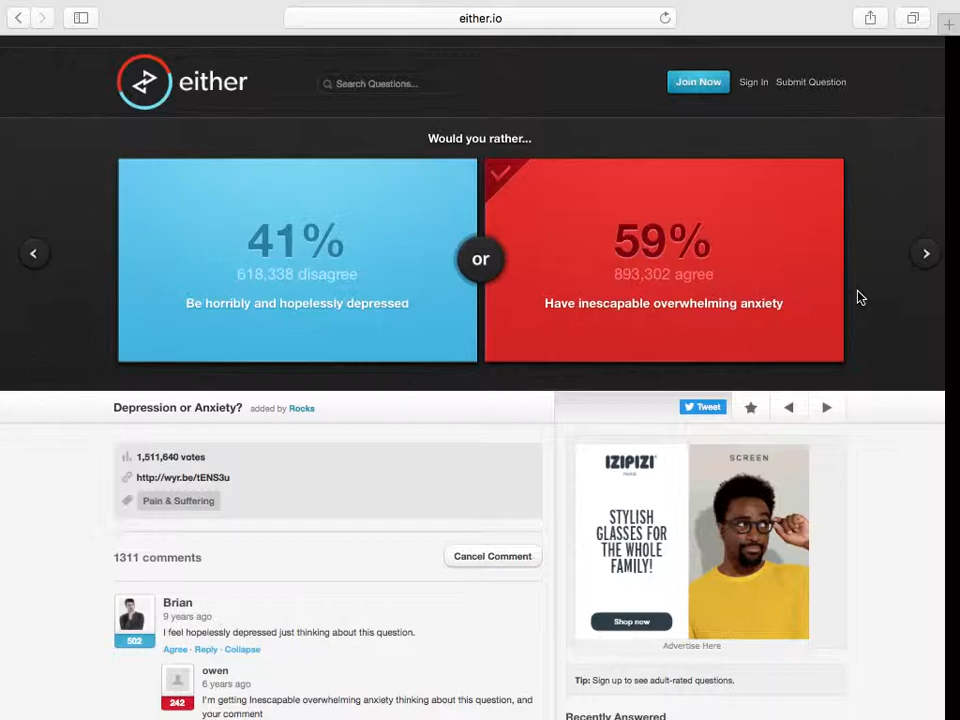 either.io
either
Search Questions...
Join Now
Sign In
Submit Question
Would you rather...
41%
618,338 disagree
Be horribly and hopelessly depressed
or
59%
893,302 agree
Have inescapable overwhelming anxiety
Depression or Anxiety? added by Rocks
Tweet
1,511,640 votes
http://wyr.be/tENS3u
Pain & Suffering
1311 comments
Cancel Comment
Brian
9 years ago
I feel hopelessly depressed just thinking about this question.
Agree · Reply · Collapse
502
owen
6 years ago
I'm getting Inescapable overwhelming anxiety thinking about this question, and
your comment
242
IZIPIZI
PARIS
STYLISH
GLASSES FOR
THE WHOLE
FAMILY!
Shop now
SCREEN
Advertise Here
Tip: Sign up to see adult-rated questions.
Recently Answered